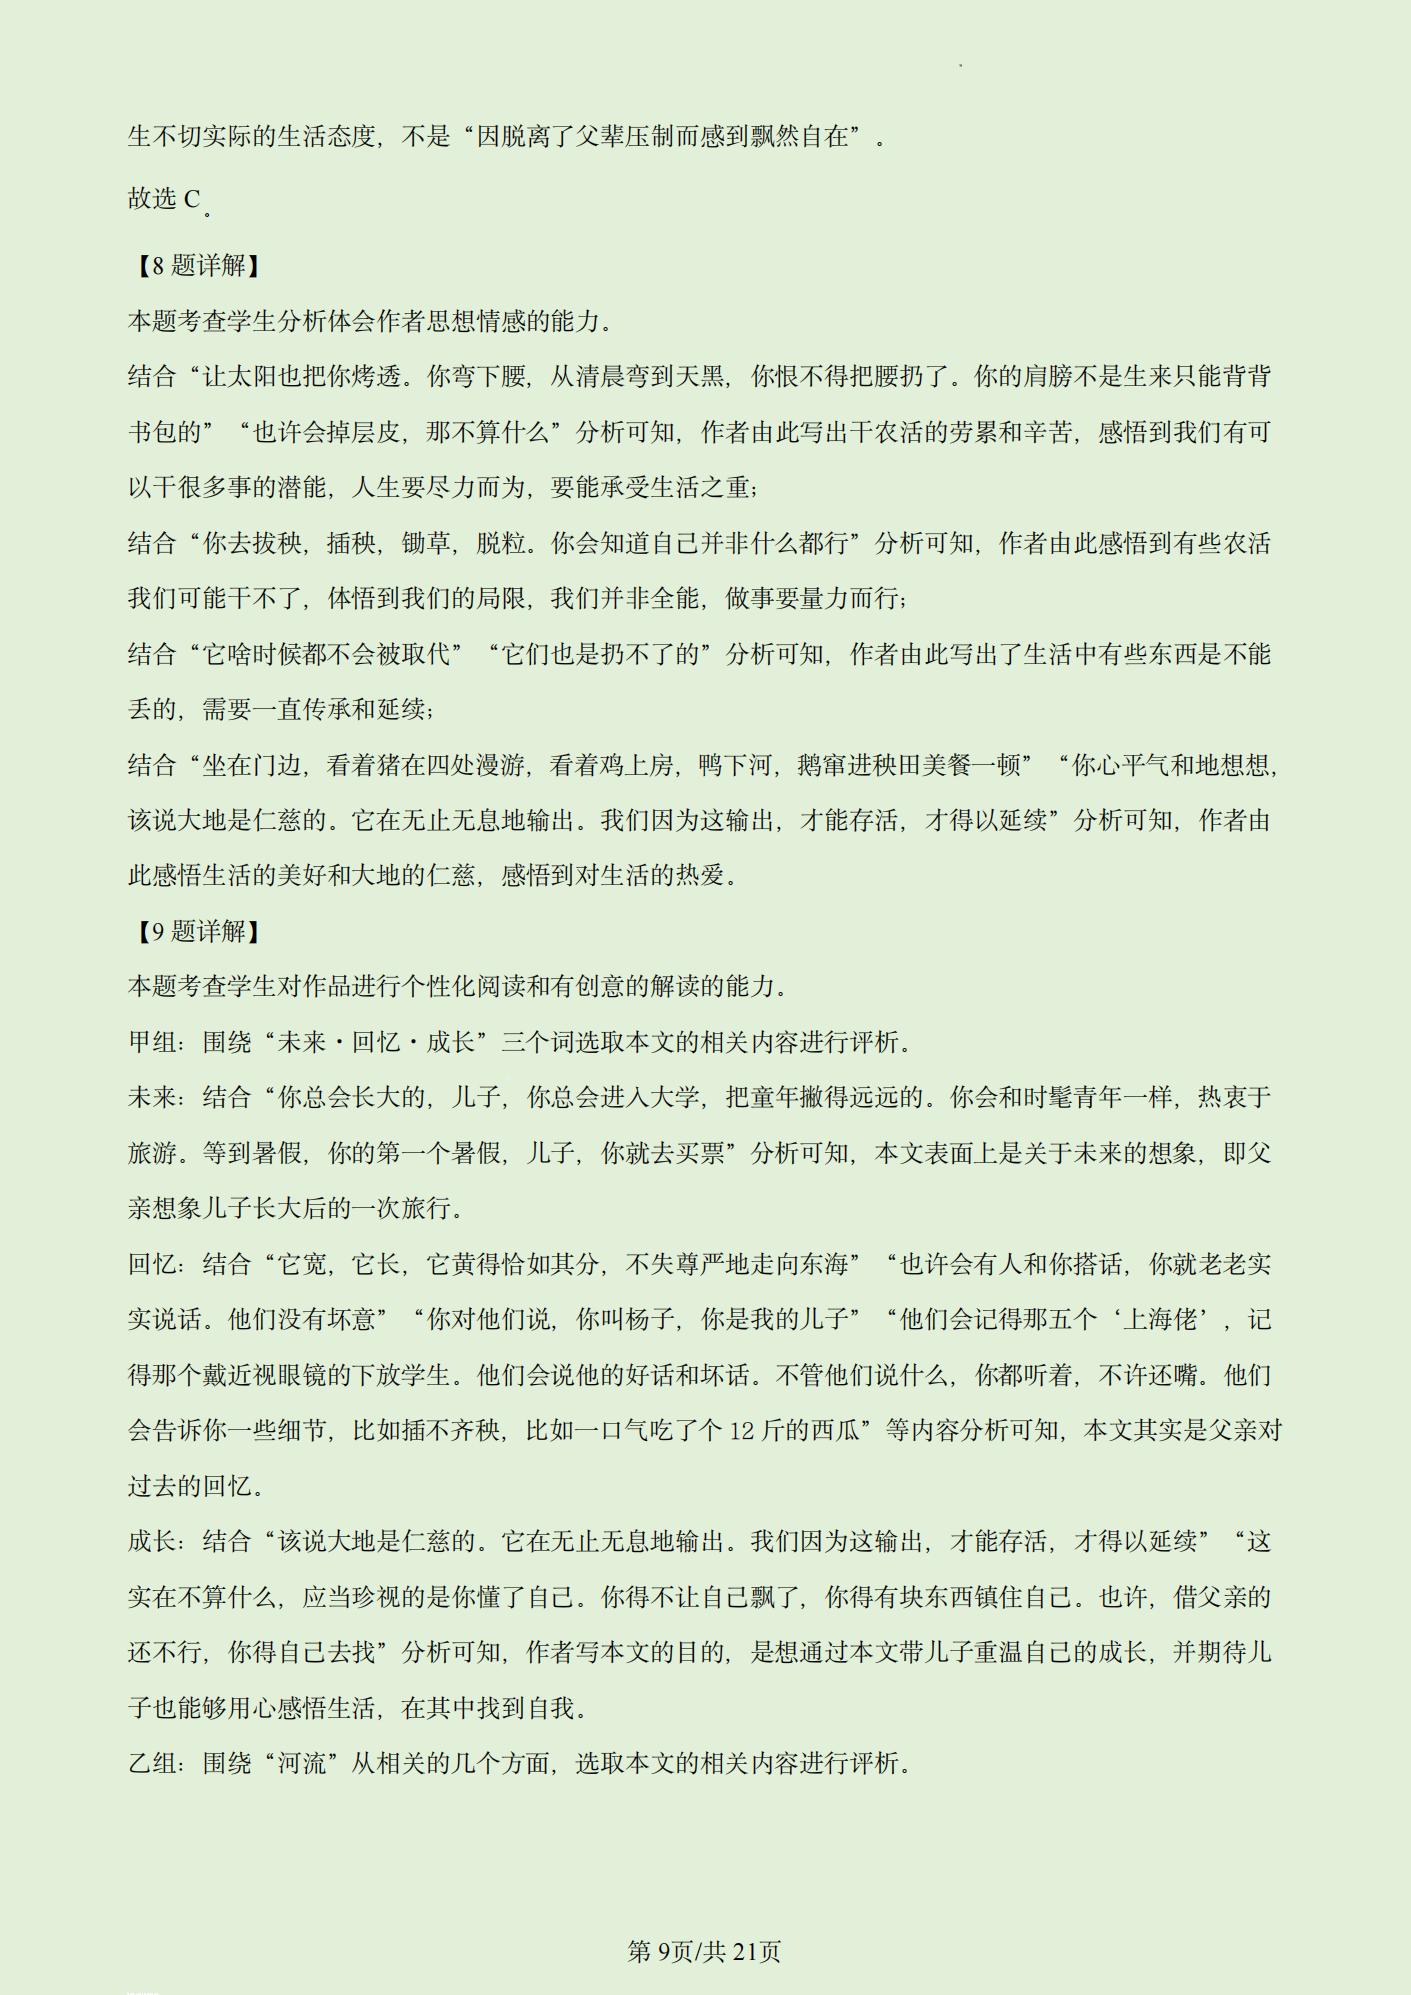 生不切实际的生活态度，不是“因脱离了父辈压制而感到飘然自在”。
故选 C。
【8 题详解】
本题考查学生分析体会作者思想情感的能力。
结合“让太阳也把你烤透。你弯下腰，从清晨弯到天黑，你恨不得把腰扔了。你的肩膀不是生来只能背背
书包的”“也许会掉层皮，那不算什么”分析可知，作者由此写出干农活的劳累和辛苦，感悟到我们有可
以干很多事的潜能，人生要尽力而为，要能承受生活之重；
结合“你去拔秧，插秧，锄草，脱粒。你会知道自己并非什么都行”分析可知，作者由此感悟到有些农活
我们可能干不了，体悟到我们的局限，我们并非全能，做事要量力而行；
结合“它啥时候都不会被取代”“它们也是扔不了的”分析可知，作者由此写出了生活中有些东西是不能
丢的，需要一直传承和延续；
结合“坐在门边，看着猪在四处漫游，看着鸡上房，鸭下河，鹅窜进秧田美餐一顿”“你心平气和地想想，
该说大地是仁慈的。它在无止无息地输出。我们因为这输出，才能存活，才得以延续”分析可知，作者由
此感悟生活的美好和大地的仁慈，感悟到对生活的热爱。
【9 题详解】
本题考查学生对作品进行个性化阅读和有创意的解读的能力。
甲组：围绕“未来·回忆·成长”三个词选取本文的相关内容进行评析。
未来：结合“你总会长大的，儿子，你总会进入大学，把童年撇得远远的。你会和时髦青年一样，热衷于
旅游。等到暑假，你的第一个暑假，儿子，你就去买票”分析可知，本文表面上是关于未来的想象，即父
亲想象儿子长大后的一次旅行。
回忆：结合“它宽，它长，它黄得恰如其分，不失尊严地走向东海”“也许会有人和你搭话，你就老老实
实说话。他们没有坏意”“你对他们说，你叫杨子，你是我的儿子”“他们会记得那五个‘上海佬’，记
得那个戴近视眼镜的下放学生。他们会说他的好话和坏话。不管他们说什么，你都听着，不许还嘴。他们
会告诉你一些细节，比如插不齐秧，比如一口气吃了个 12 斤的西瓜”等内容分析可知，本文其实是父亲对
过去的回忆。
成长：结合“该说大地是仁慈的。它在无止无息地输出。我们因为这输出，才能存活，才得以延续”“这
实在不算什么，应当珍视的是你懂了自己。你得不让自己飘了，你得有块东西镇住自己。也许，借父亲的
还不行，你得自己去找”分析可知，作者写本文的目的，是想通过本文带儿子重温自己的成长，并期待儿
子也能够用心感悟生活，在其中找到自我。
乙组：围绕“河流”从相关的几个方面，选取本文的相关内容进行评析。
第 9页/共 21页